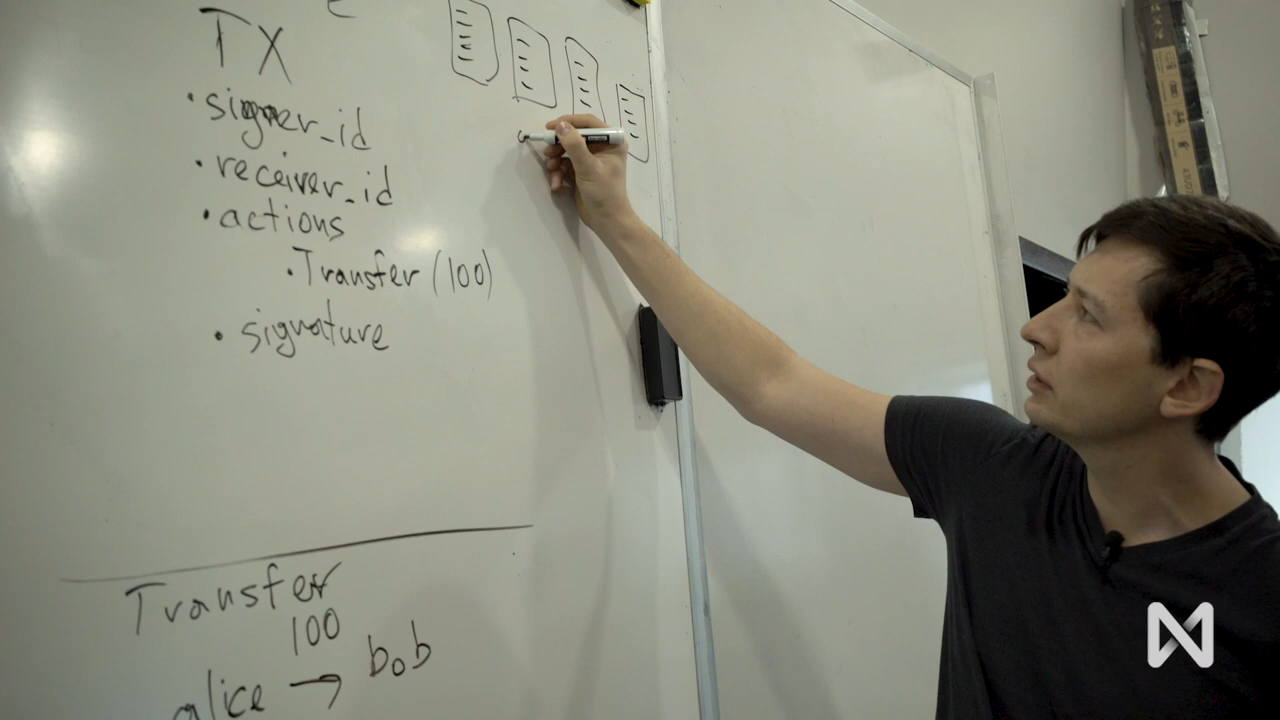 TX
• signer_id
• receiver_id
• actions
• Transfer (100)
• signature
Transfer
100
alice → bob